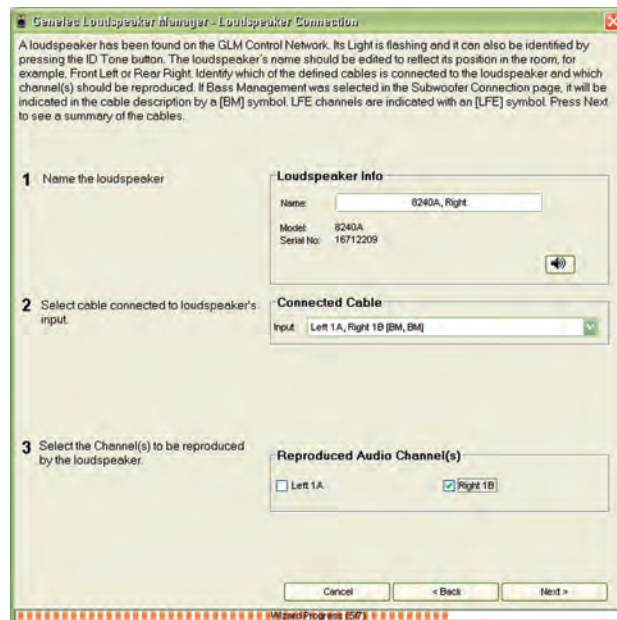 Genelec Loudspeaker Manager - Loudspeaker Connection
A loudspeaker has been found on the GLM Control Network. Its Light is flashing and it can also be identified by
pressing the ID Tone button. The loudspeaker's name should be edited to reflect its position in the room, for
example, Front Left or Rear Right. Identify which of the defined cables is connected to the loudspeaker and which
channel(s) should be reproduced. If Bass Management was selected in the Subwoofer Connection page, it will be
indicated in the cable description by a [BM] symbol. LFE channels are indicated with an [LFE] symbol. Press Next
to see a summary of the cables.
1 Name the loudspeaker
Loudspeaker Info
Name: 8240A, Right
Model: 8240A
Serial No: 16712209
2 Select cable connected to loudspeaker's
input.
Connected Cable
Input Left 1A, Right 1B [BM, BM]
3 Select the Channel(s) to be reproduced
by the loudspeaker.
Reproduced Audio Channel(s)
Left 1A Right 1B
Cancel < Back Next >
Wizard Progress (5/7)